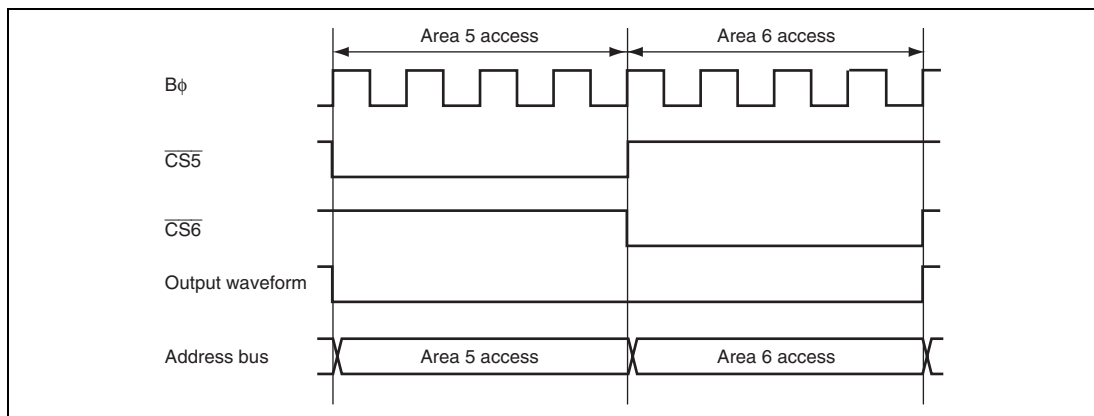 Area 5 access Area 6 access
Bϕ
CS5
CS6
Output waveform
Address bus Area 5 access Area 6 access